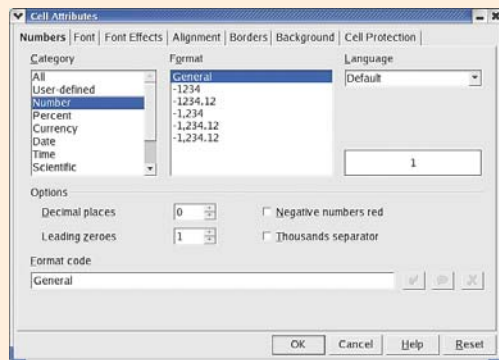 Cell Attributes
Numbers Font Font Effects Alignment Borders Background Cell Protection
Category
All
User-defined
Number
Percent
Currency
Date
Time
Scientific
Format
General
-1234
-1234.12
-1,234
-1,234.12
-1,234.12
Language
Default
1
Options
Decimal places 0
Leading zeroes 1
Negative numbers red
Thousands separator
Format code
General
OK Cancel Help Reset